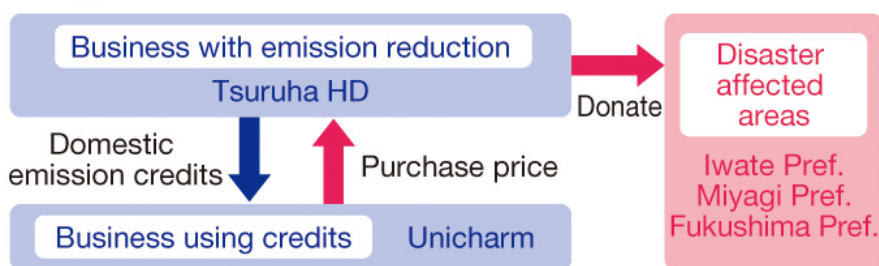 Business with emission reduction
Tsuruha HD
Donate
Disaster
affected
areas
Iwate Pref.
Miyagi Pref.
Fukushima Pref.
Domestic
emission credits
Purchase price
Business using credits
Unicharm